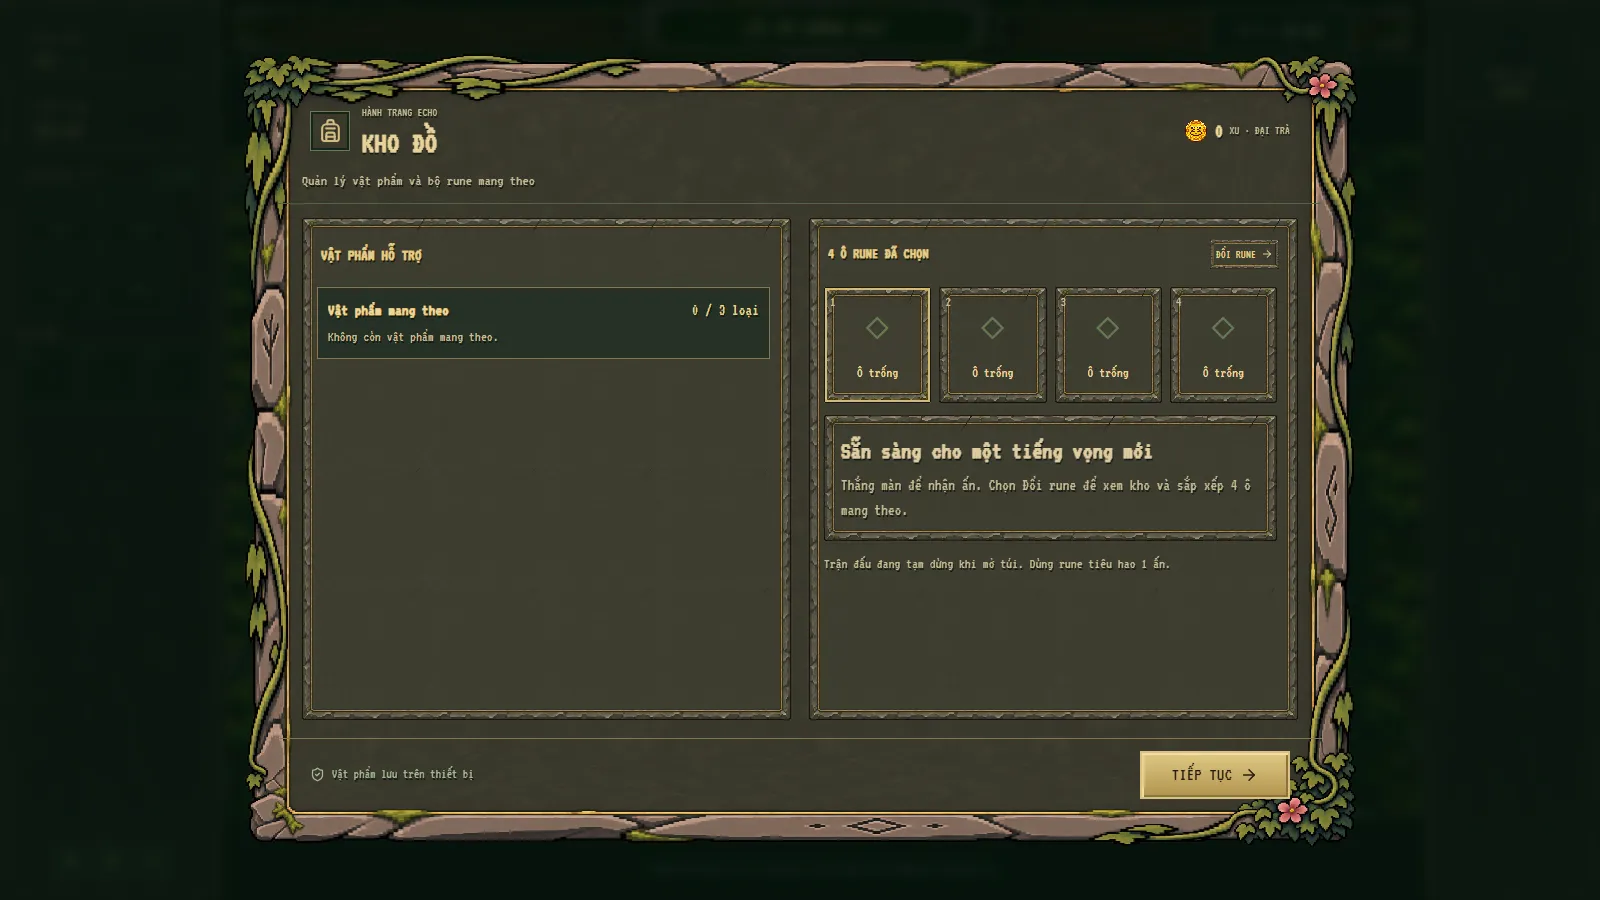 HÀNH TRANG ECHO
KHO ĐỒ
0 XU · ĐẠI TRÀ
Quản lý vật phẩm và bộ rune mang theo
VẬT PHẨM HỖ TRỢ
Vật phẩm mang theo
0 / 3 loại
Không còn vật phẩm mang theo.
4 Ô RUNE ĐÃ CHỌN
ĐỔI RUNE →
1
Ô trống
2
Ô trống
3
Ô trống
4
Ô trống
Sẵn sàng cho một tiếng vọng mới
Thắng màn để nhận ấn. Chọn Đổi rune để xem kho và sắp xếp 4 ô
mang theo.
Trận đấu đang tạm dừng khi mở túi. Dùng rune tiêu hao 1 ấn.
Vật phẩm lưu trên thiết bị
TIẾP TỤC →